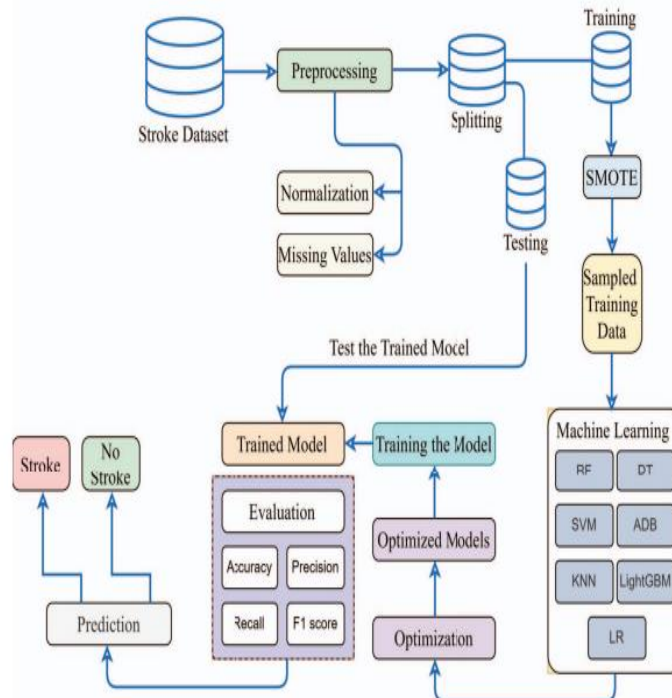 Training
Stroke Dataset
Preprocessing
Splitting
Normalization
Missing Values
Testing
SMOTE
Sampled
Training
Data
Test the Trained Mocel
Trained Model
Training the Model
Machine Learning
RF
DT
SVM
ADB
KNN
LightGBM
LR
Stroke
No
Stroke
Evaluation
Accuracy
Precision
Recall
F1 score
Optimized Models
Optimization
Prediction